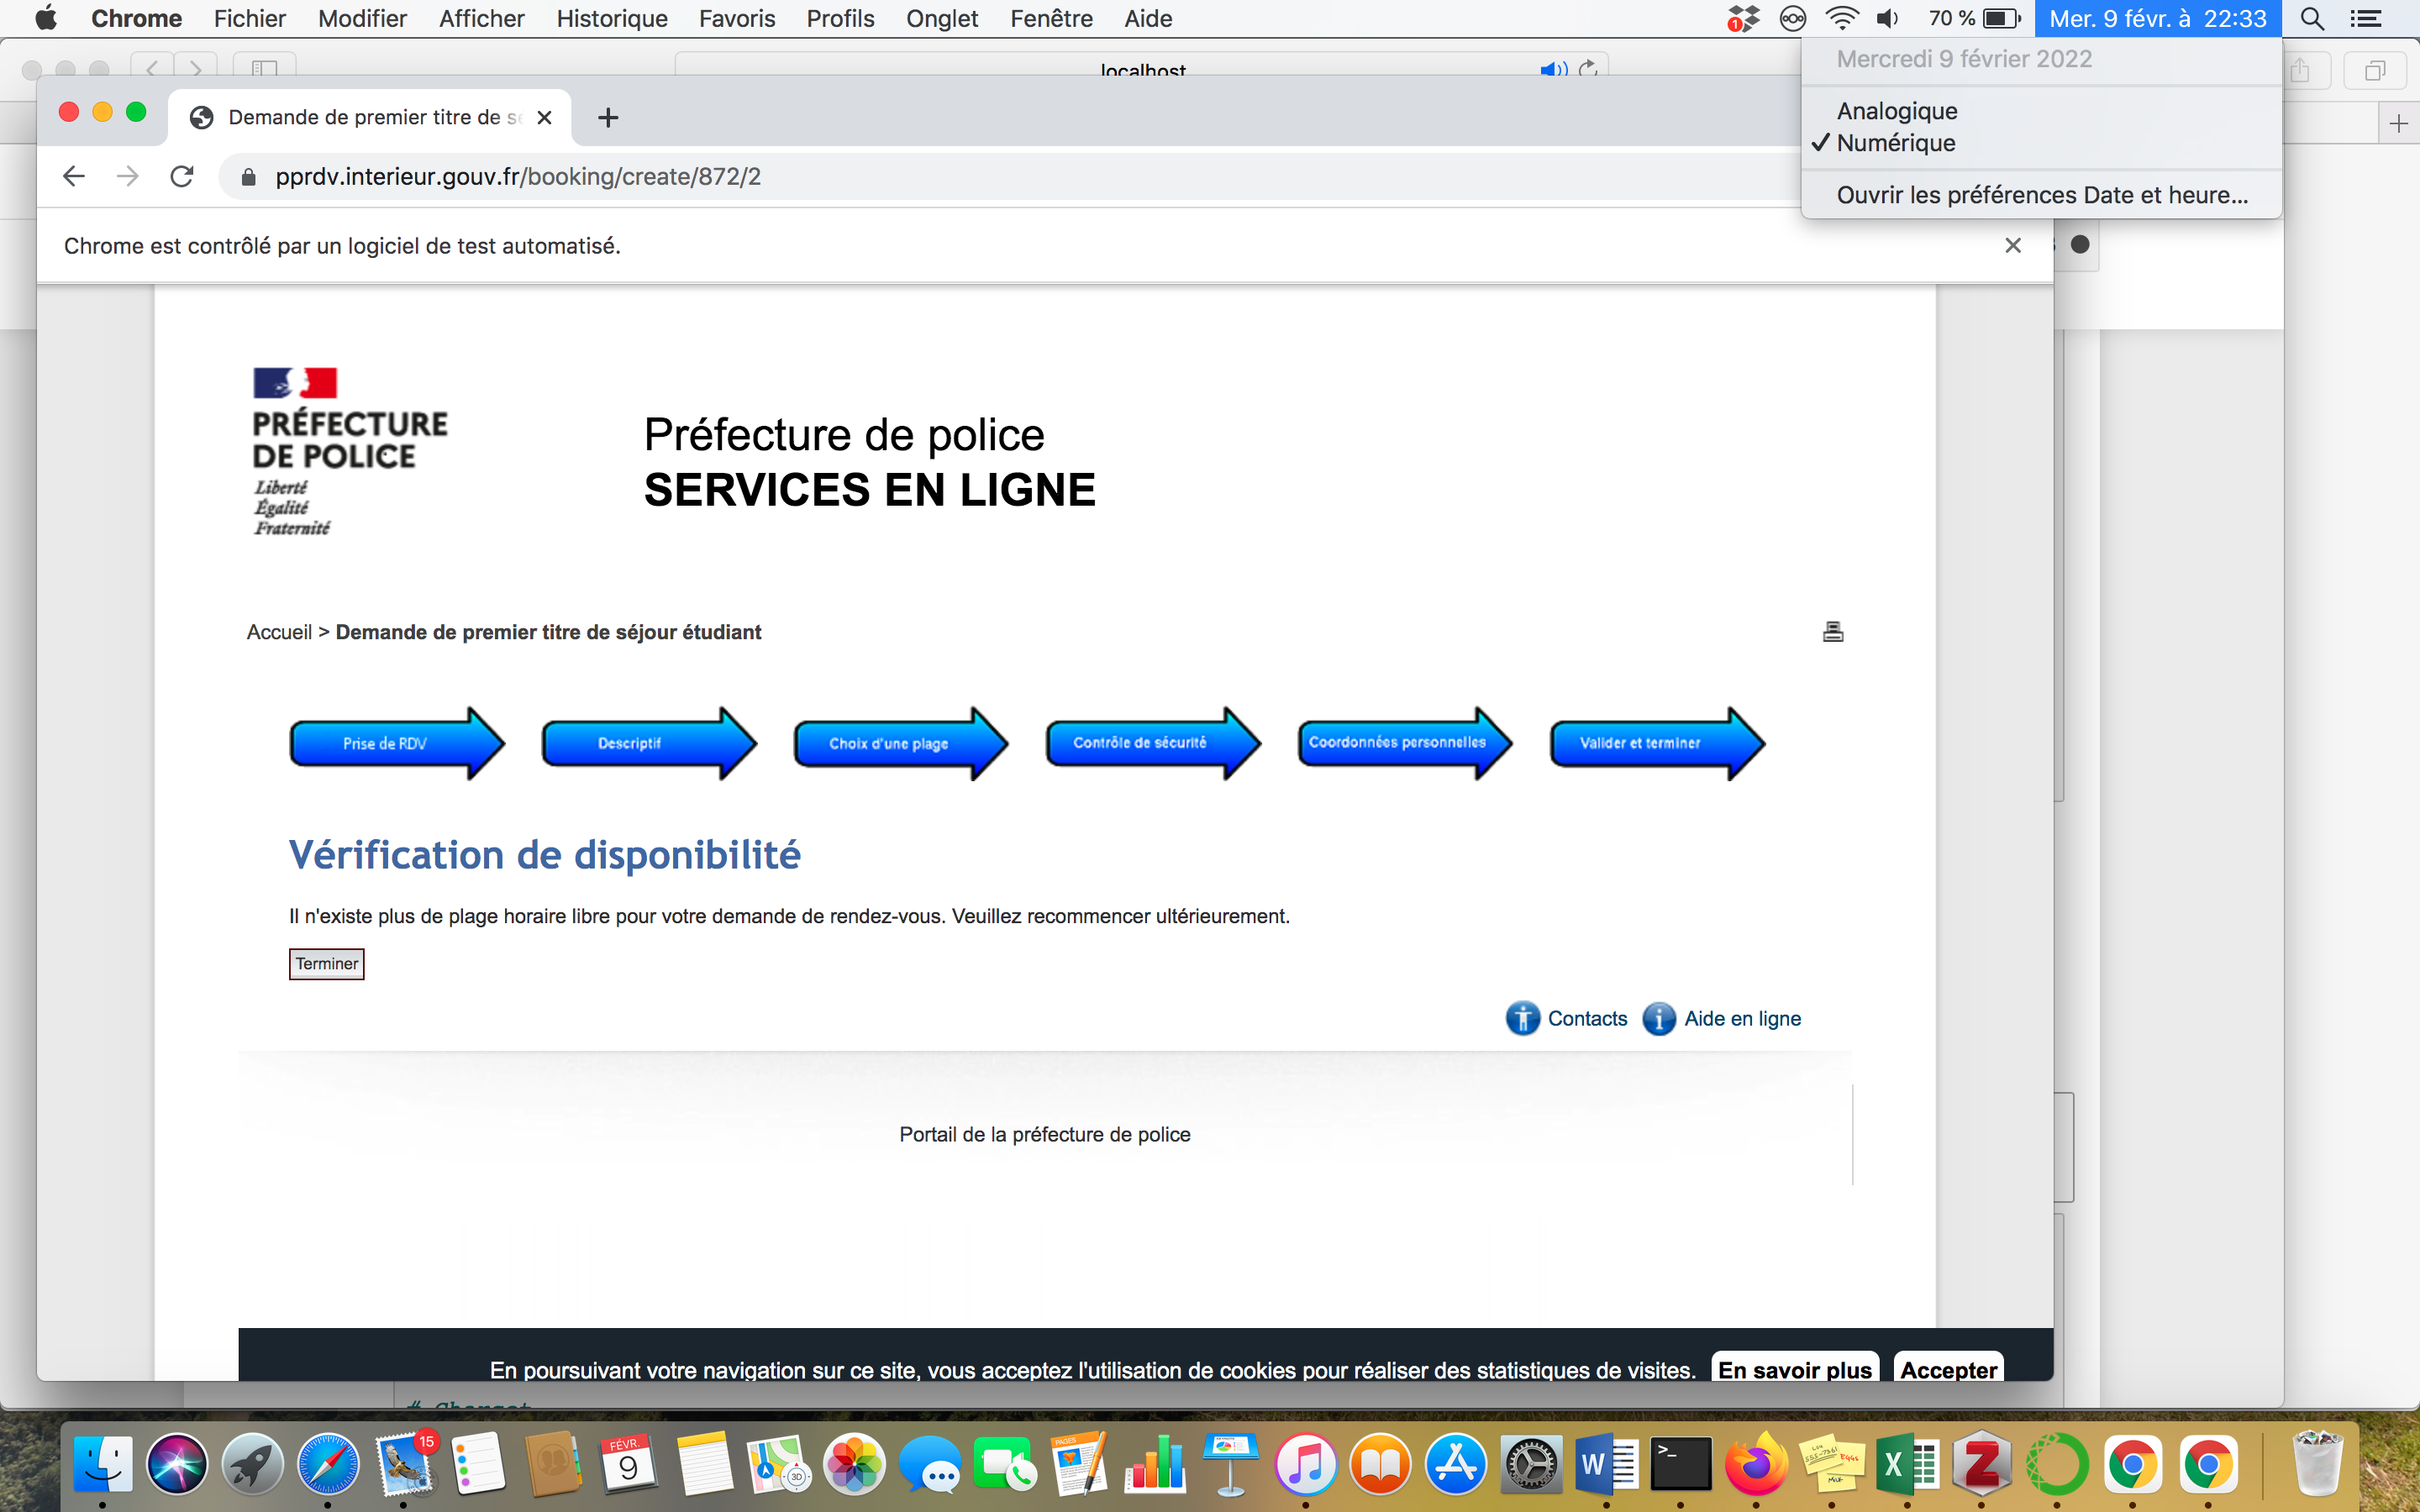 Chrome Fichier Modifier Afficher Historique Favoris Profils Onglet Fenêtre Aide 1 70 % Mer. 9 févr. à 22:33
Mercredi 9 février 2022
Analogique
✓ Numérique
Ouvrir les préférences Date et heure...
localhost
Demande de premier titre de s
pprdv.interieur.gouv.fr/booking/create/872/2
Chrome est contrôlé par un logiciel de test automatisé.
PRÉFECTURE
DE POLICE
Liberté
Égalité
Fraternité
Préfecture de police
SERVICES EN LIGNE
Accueil > Demande de premier titre de séjour étudiant
Prise de RDV
Descriptif
Choix d'une plage
Contrôle de sécurité
Coordonnées personnelles
Valider et terminer
Vérification de disponibilité
Il n'existe plus de plage horaire libre pour votre demande de rendez-vous. Veuillez recommencer ultérieurement.
Terminer
Contacts
Aide en ligne
Portail de la préfecture de police
En poursuivant votre navigation sur ce site, vous acceptez l'utilisation de cookies pour réaliser des statistiques de visites. En savoir plus Accepter
15
FÉVR.
9
3D
PAGES
W
>_
X
Z